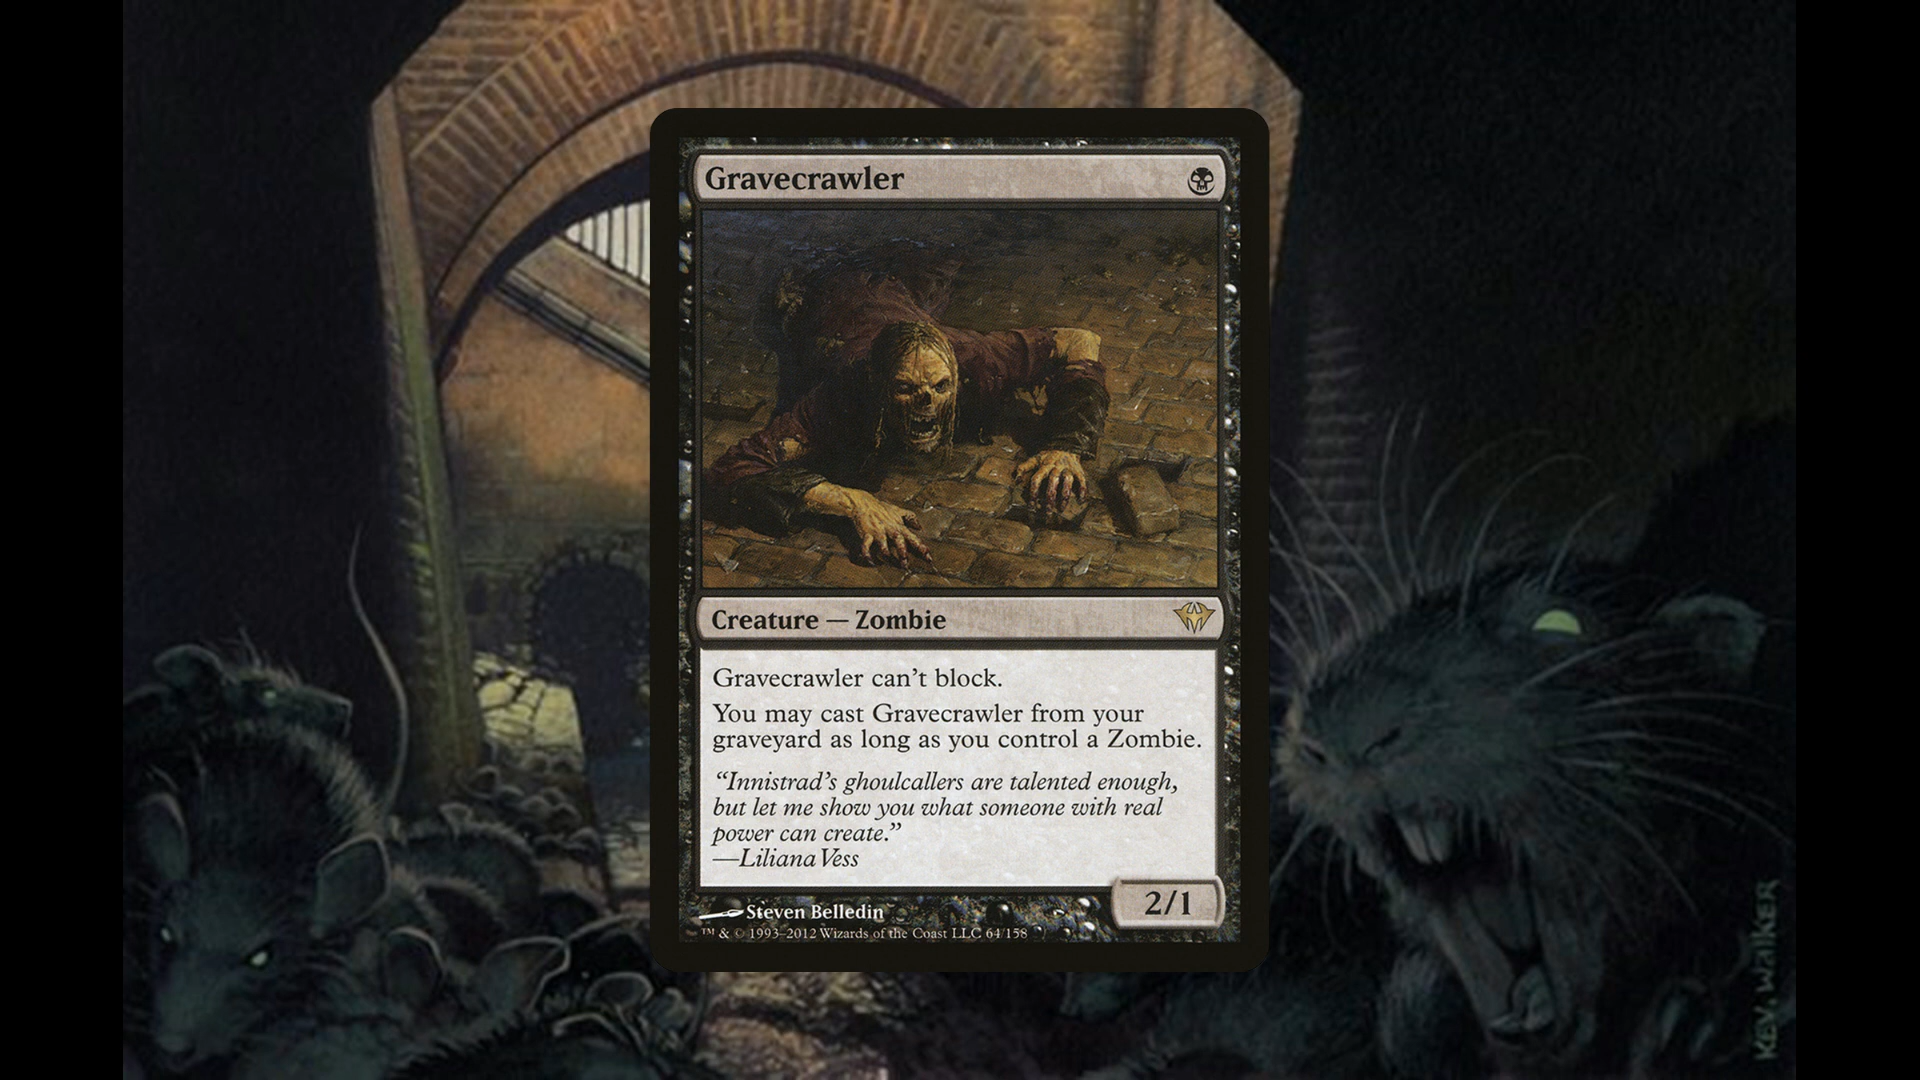 Gravecrawler
Creature — Zombie
Gravecrawler can’t block.
You may cast Gravecrawler from your
graveyard as long as you control a Zombie.
“Innistrad’s ghoulcallers are talented enough,
but let me show you what someone with real
power can create.”
—Liliana Vess
2/1
Steven Belledin
™ & © 1993–2012 Wizards of the Coast LLC 64/158
KEV. WALKER